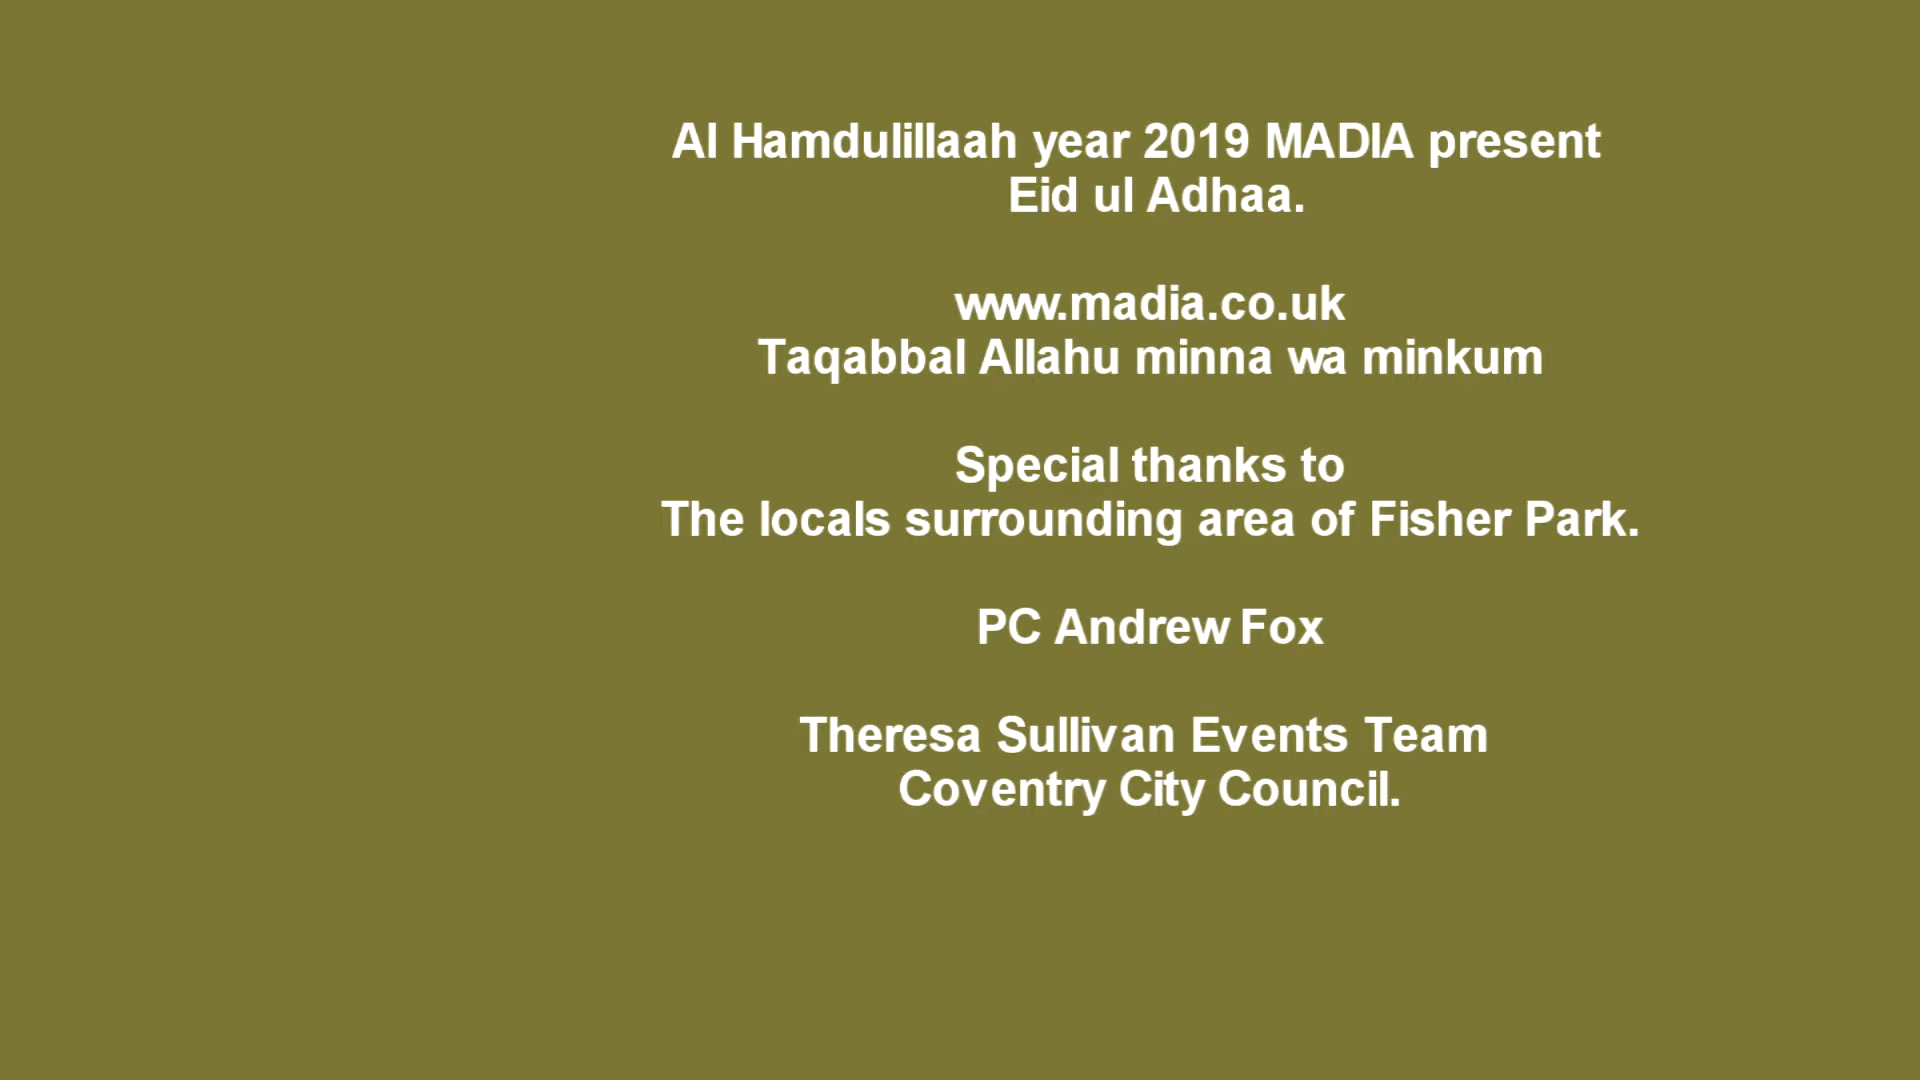 Al Hamdulillaah year 2019 MADIA present
Eid ul Adhaa.
www.madia.co.uk
Taqabbal Allahu minna wa minkum
Special thanks to
The locals surrounding area of Fisher Park.
PC Andrew Fox
Theresa Sullivan Events Team
Coventry City Council.